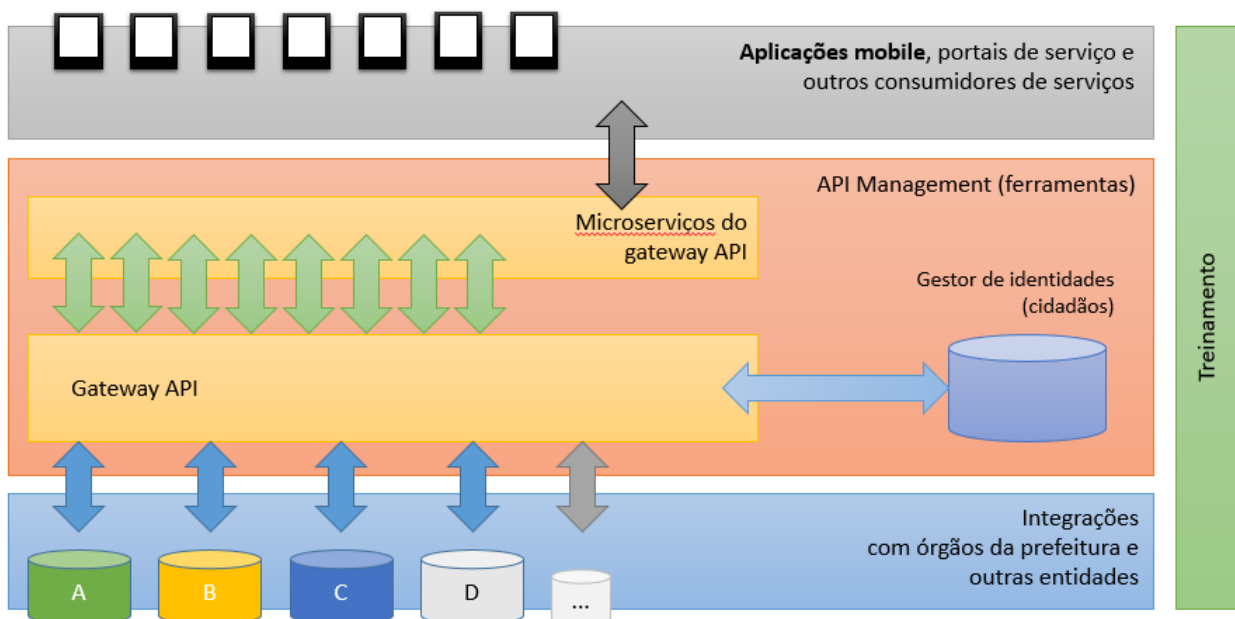 Aplicações mobile, portais de serviço e
outros consumidores de serviços
API Management (ferramentas)
Microserviços do
gateway API
Gestor de identidades
(cidadãos)
Gateway API
Integrações
com órgãos da prefeitura e
outras entidades
A
B
C
D
...
Treinamento